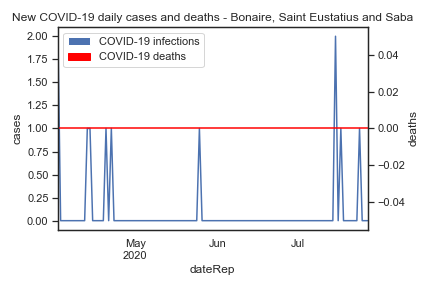 New COVID-19 daily cases and deaths - Bonaire, Saint Eustatius and Saba
COVID-19 infections
COVID-19 deaths
2.00
1.75
1.50
1.25
1.00
0.75
0.50
0.25
0.00
cases
0.04
0.02
0.00
−0.02
−0.04
deaths
May
2020
Jun
Jul
dateRep